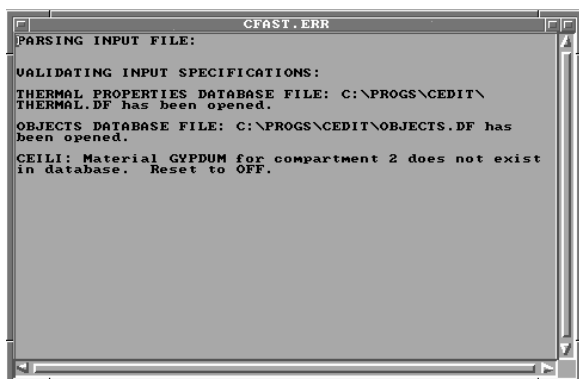 CFAST.ERR
PARSING INPUT FILE:
VALIDATING INPUT SPECIFICATIONS:
THERMAL PROPERTIES DATABASE FILE: C:\PROGS\CEDIT\
THERMAL.DF has been opened.
OBJECTS DATABASE FILE: C:\PROGS\CEDIT\OBJECTS.DF has
been opened.
CEILI: Material GYPDUM for compartment 2 does not exist
in database.  Reset to OFF.